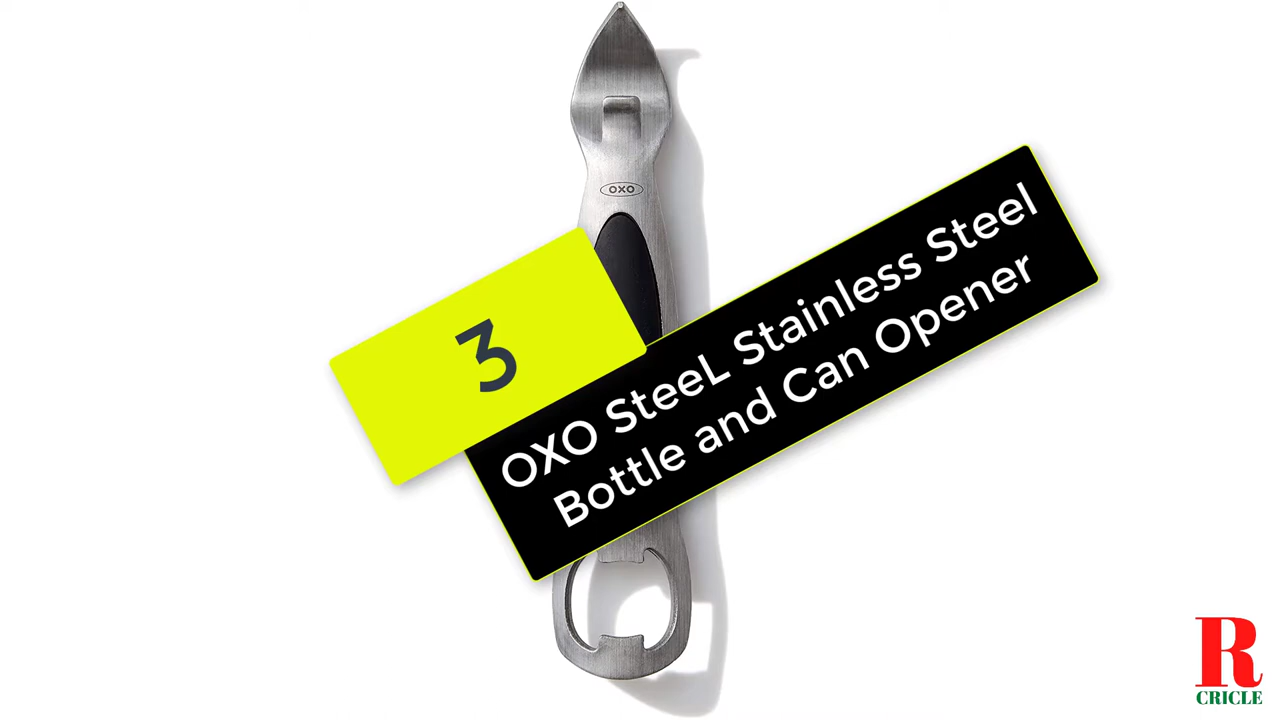 OXO
3
OXO SteeL Stainless Steel
Bottle and Can Opener
R
CRICLE